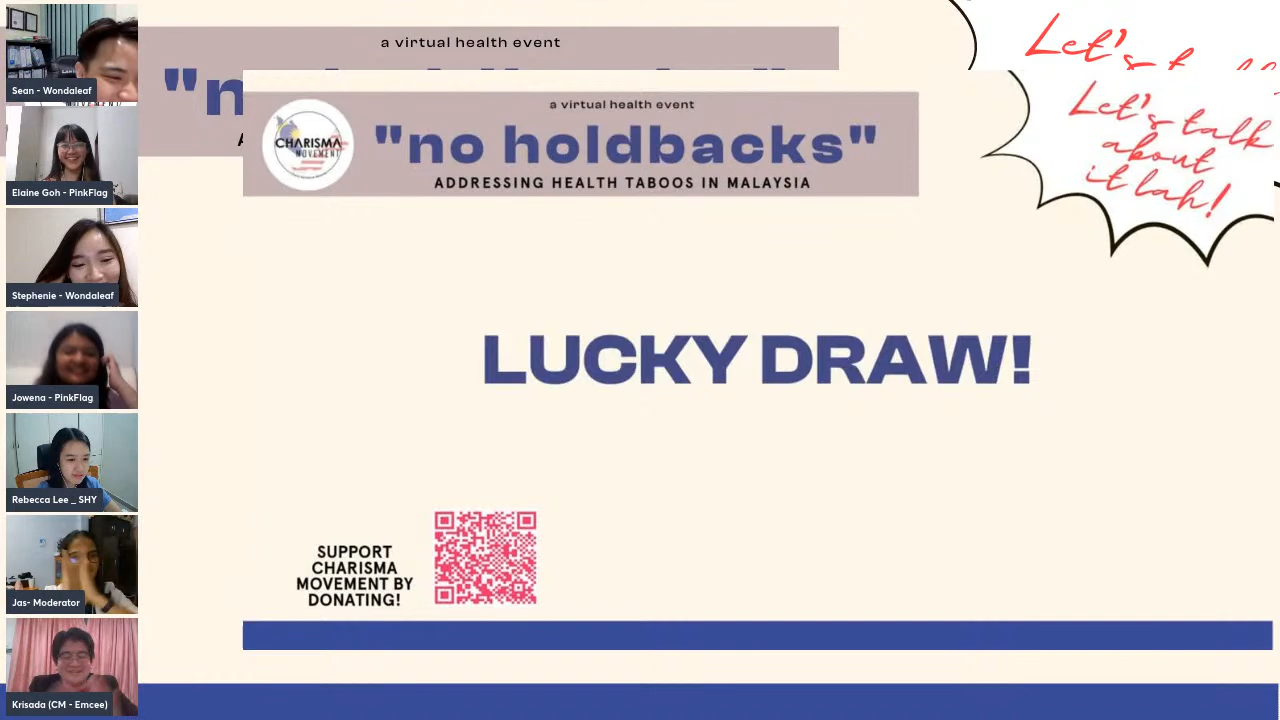 Sean - Wondaleaf
Elaine Goh - PinkFlag
Stephenie - Wondaleaf
Jowena - PinkFlag
Rebecca Lee _ SHY
Jas- Moderator
Krisada (CM - Emcee)
a virtual health event
"n
Let's
a virtual health event
CHARISMA
MOVEMENT
"no holdbacks"
ADDRESSING HEALTH TABOOS IN MALAYSIA
Let's talk
about
it lah!
LUCKY DRAW!
SUPPORT
CHARISMA
MOVEMENT BY
DONATING!